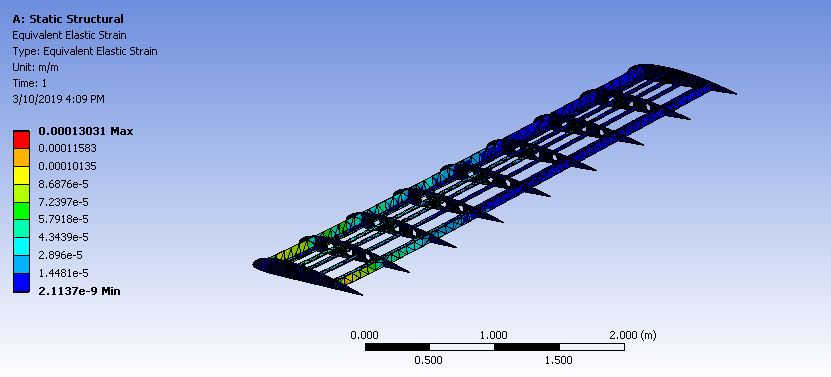 A: Static Structural
Equivalent Elastic Strain
Type: Equivalent Elastic Strain
Unit: m/m
Time: 1
3/10/2019 4:09 PM
0.00013031 Max
0.00011583
0.00010135
8.6876e-5
7.2397e-5
5.7918e-5
4.3439e-5
2.896e-5
1.4481e-5
2.1137e-9 Min
0.000 1.000 2.000 (m)
0.500 1.500